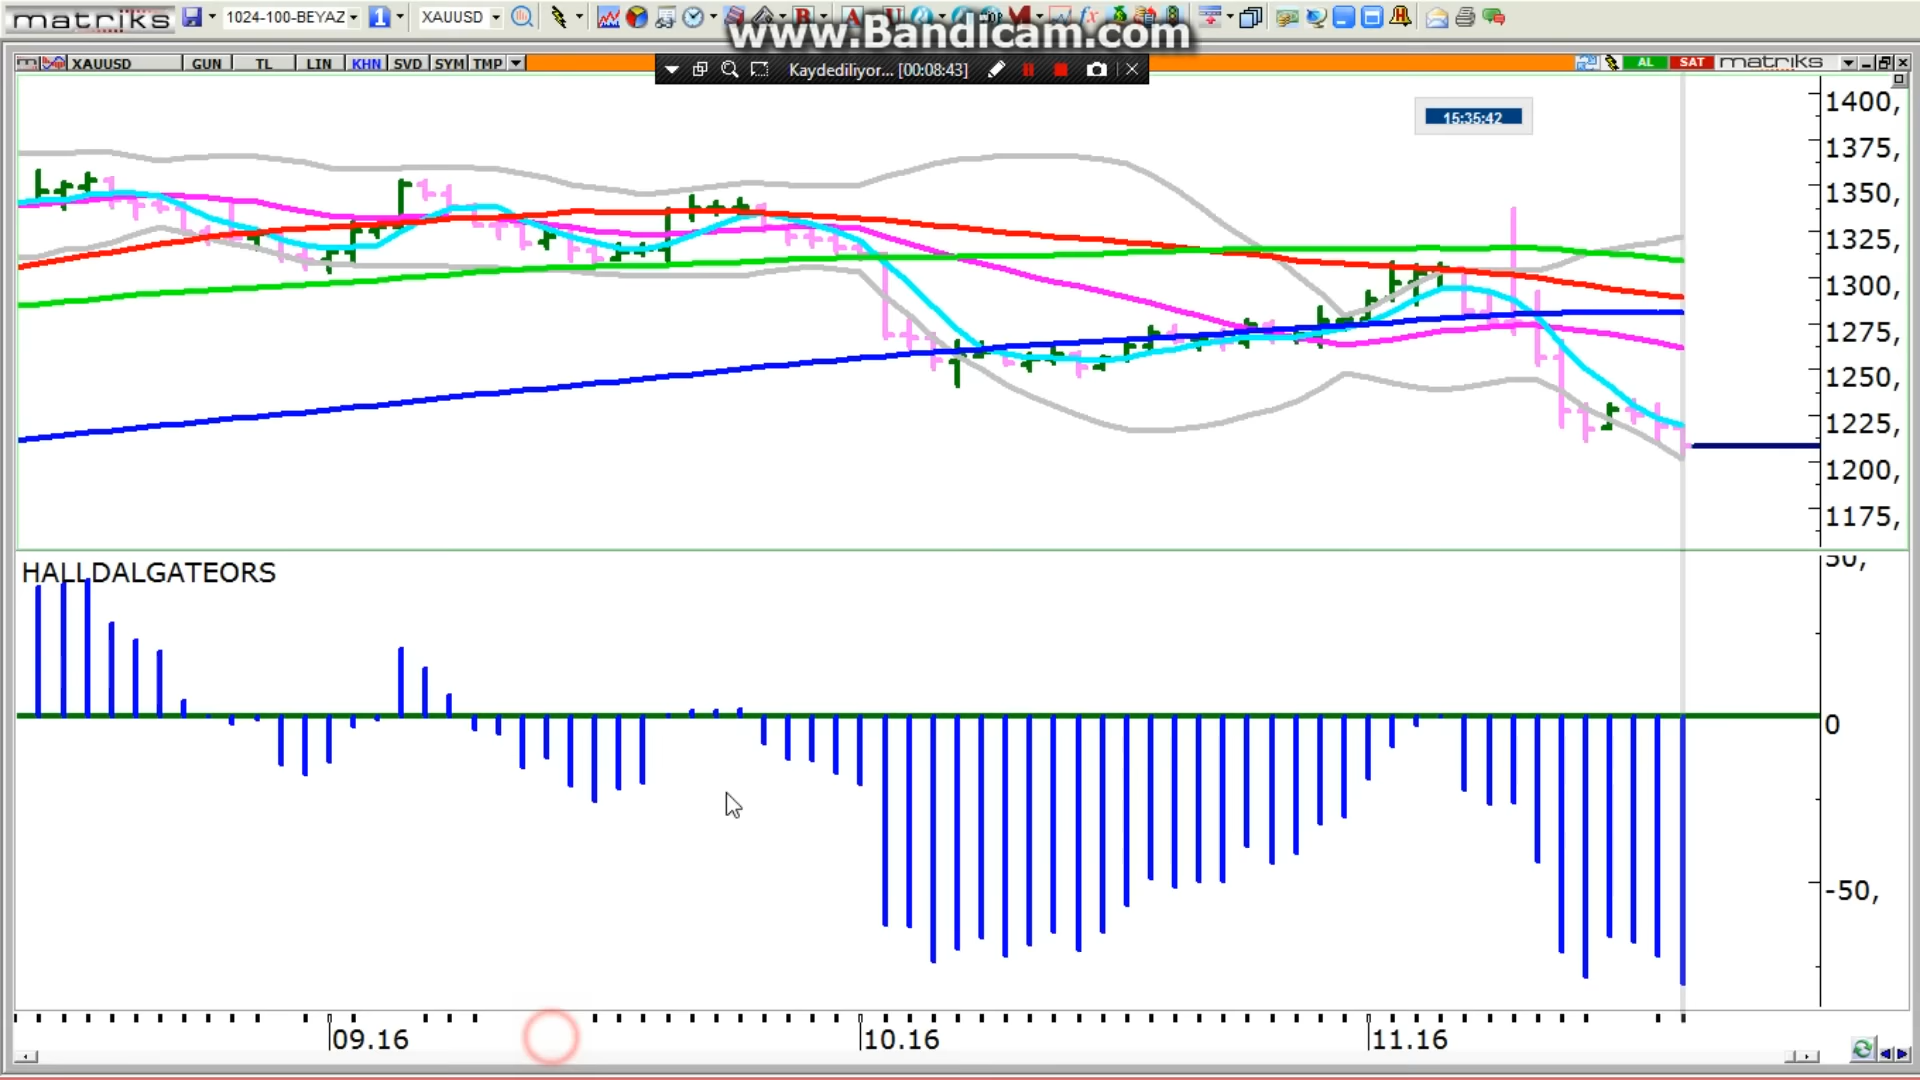 matriks 1024-100-BEYAZ 1 XAUUSD
www.Bandicam.com
XAUUSD GUN TL LIN KHN SVD SYM TMP AL SAT matriks
Kaydediliyor... [00:08:43]
15:35:42
1400,
1375,
1350,
1325,
1300,
1275,
1250,
1225,
1200,
1175,
HALLDALGATEORS
50,
0
-50,
09.16 10.16 11.16